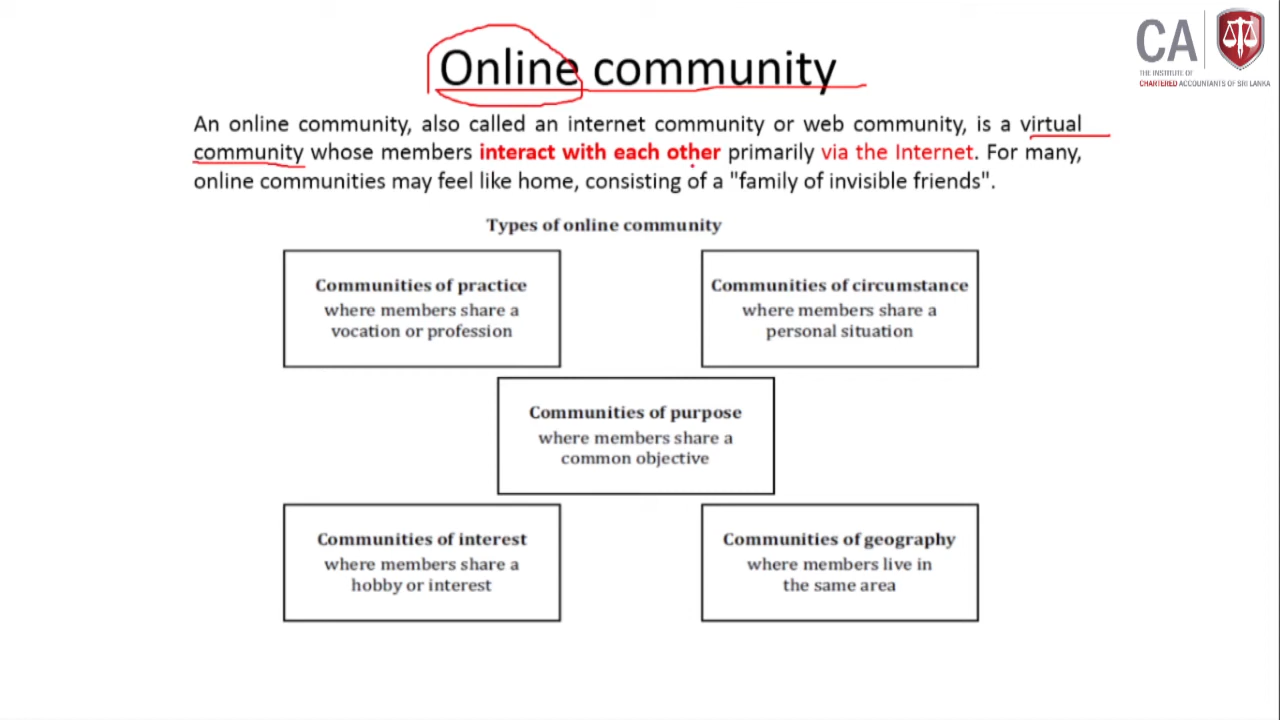 CA
THE INSTITUTE OF
CHARTERED ACCOUNTANTS OF SRI LANKA
Online community
An online community, also called an internet community or web community, is a virtual
community whose members interact with each other primarily via the Internet. For many,
online communities may feel like home, consisting of a "family of invisible friends".
Types of online community
Communities of practice
where members share a
vocation or profession
Communities of circumstance
where members share a
personal situation
Communities of purpose
where members share a
common objective
Communities of interest
where members share a
hobby or interest
Communities of geography
where members live in
the same area